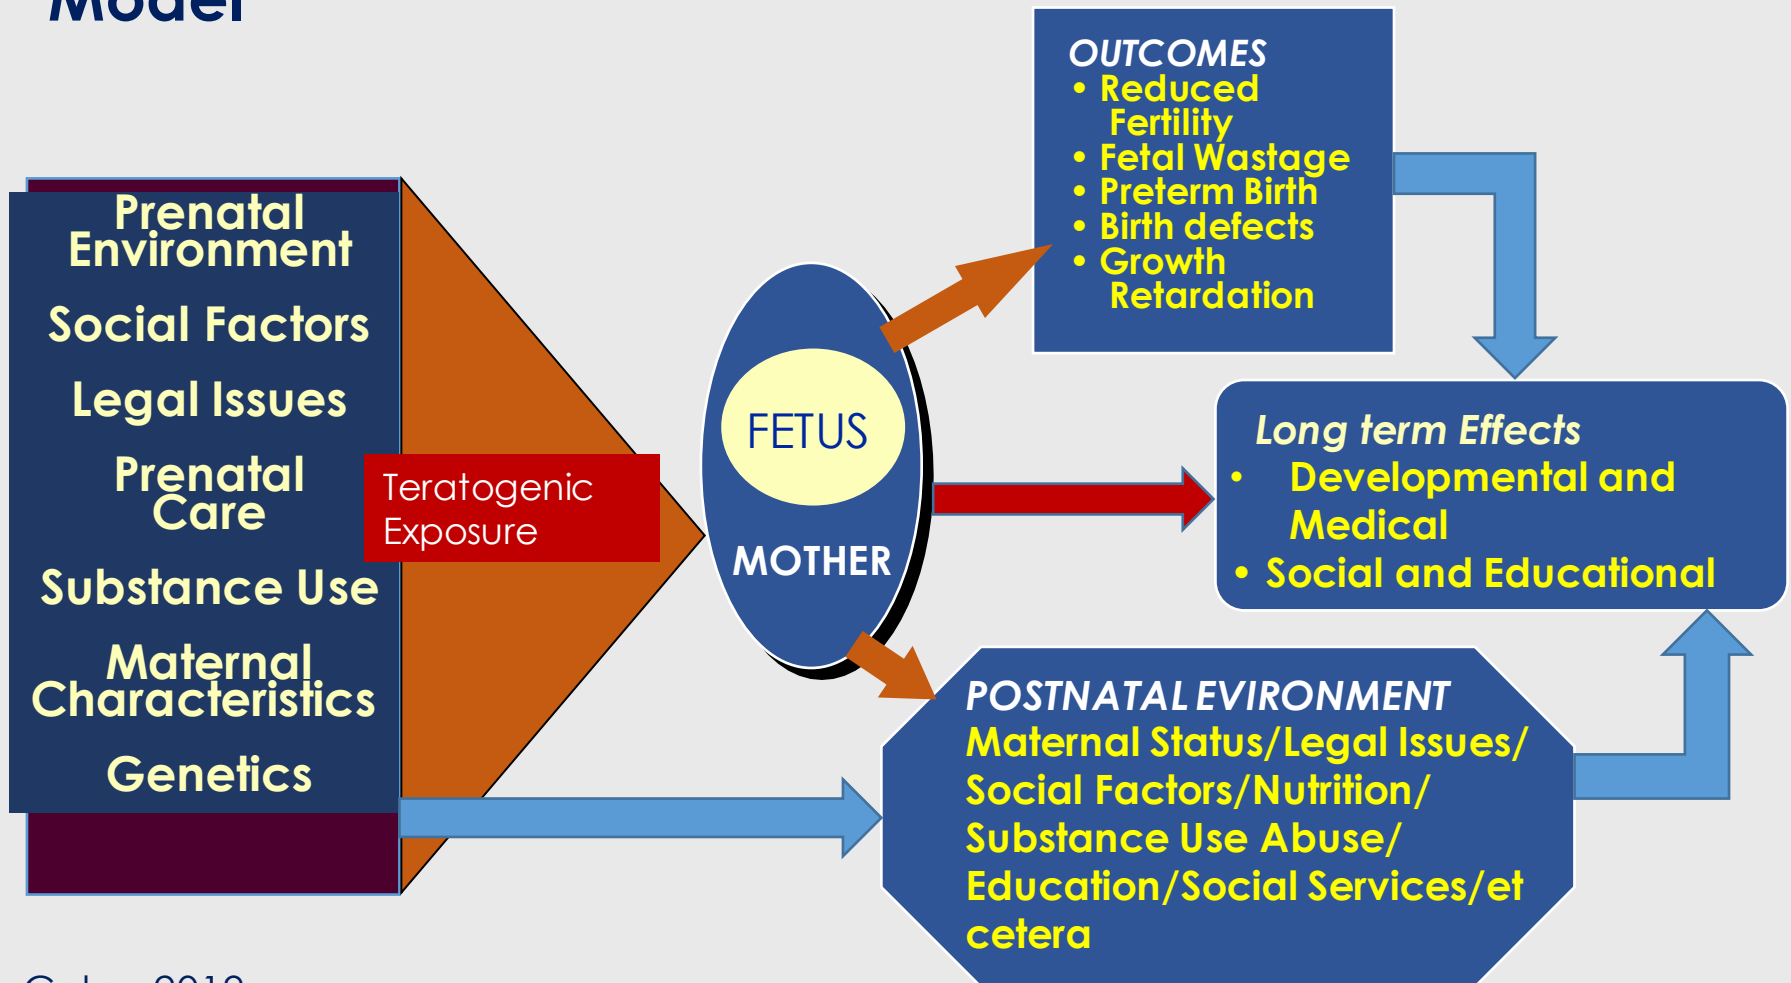 Model
OUTCOMES
• Reduced
Fertility
• Fetal Wastage
• Preterm Birth
• Birth defects
• Growth
Retardation
Prenatal
Environment
Social Factors
Legal Issues
Prenatal
Care
Substance Use
Maternal
Characteristics
Genetics
Teratogenic
Exposure
FETUS
MOTHER
Long term Effects
• Developmental and
Medical
• Social and Educational
POSTNATAL EVIRONMENT
Maternal Status/Legal Issues/
Social Factors/Nutrition/
Substance Use Abuse/
Education/Social Services/et
cetera